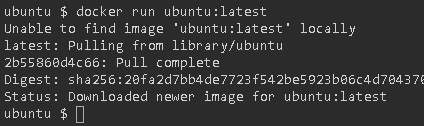 ubuntu $ docker run ubuntu:latest
Unable to find image 'ubuntu:latest' locally
latest: Pulling from library/ubuntu
2b55860d4c66: Pull complete
Digest: sha256:20fa2d7bb4de7723f542be5923b06c4d704370
Status: Downloaded newer image for ubuntu:latest
ubuntu $